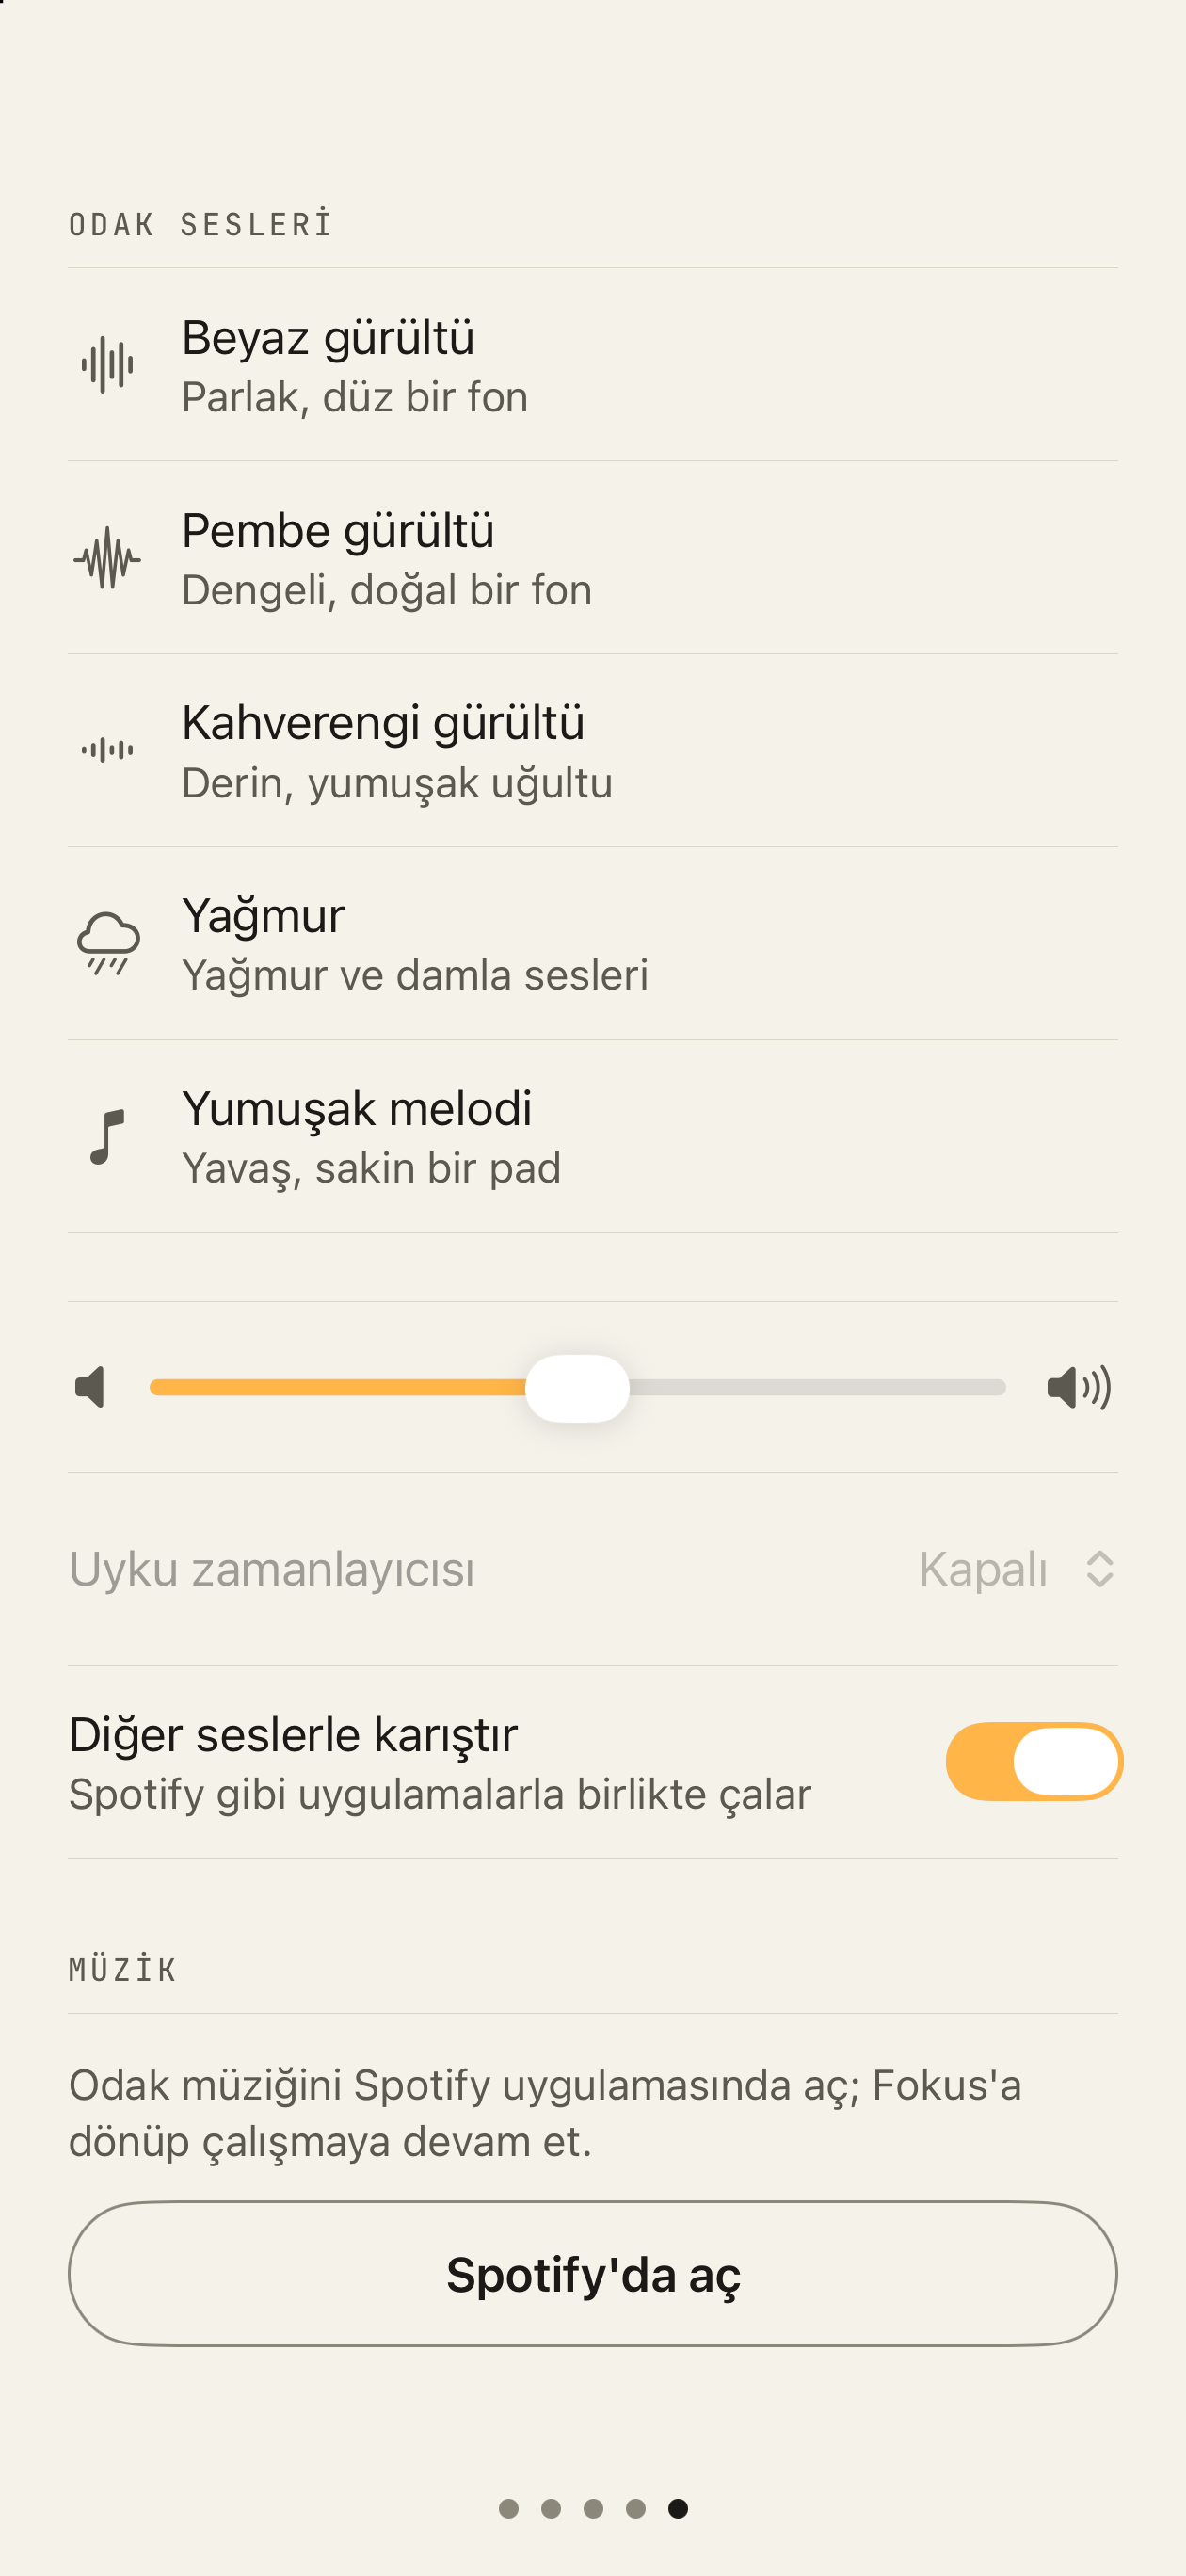 ODAK SESLERİ
Beyaz gürültü
Parlak, düz bir fon
Pembe gürültü
Dengeli, doğal bir fon
Kahverengi gürültü
Derin, yumuşak uğultu
Yağmur
Yağmur ve damla sesleri
Yumuşak melodi
Yavaş, sakin bir pad
Uyku zamanlayıcısı Kapalı
Diğer seslerle karıştır
Spotify gibi uygulamalarla birlikte çalar
MÜZİK
Odak müziğini Spotify uygulamasında aç; Fokus'a
dönüp çalışmaya devam et.
Spotify'da aç